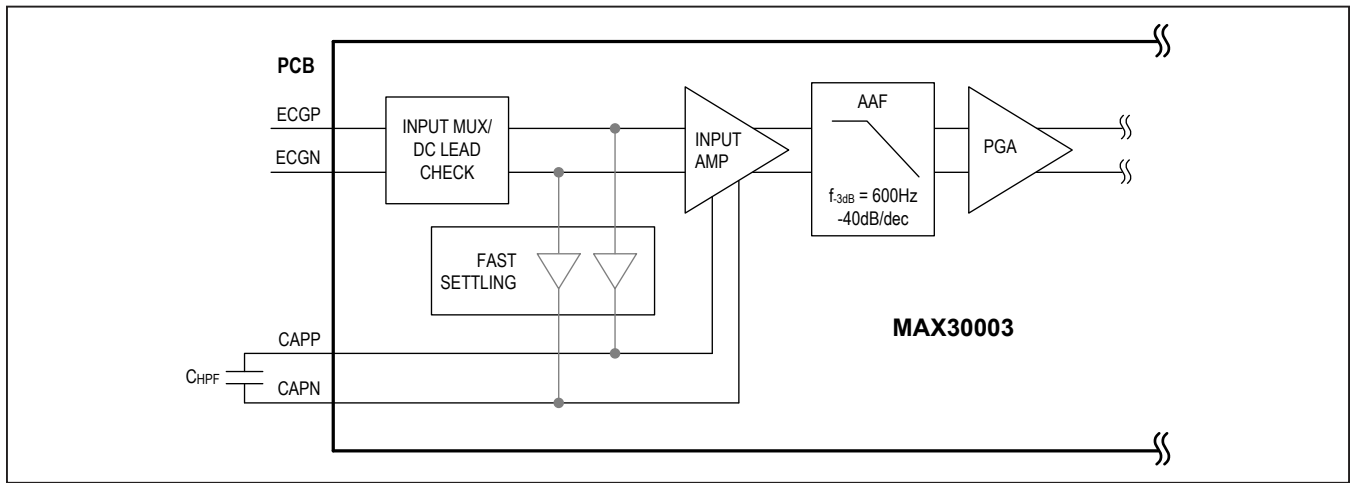 PCB
ECGP
ECGN
INPUT MUX/
DC LEAD
CHECK
INPUT
AMP
AAF
f-3dB = 600Hz
-40dB/dec
PGA
FAST
SETTLING
CAPP
CHPF
CAPN
MAX30003